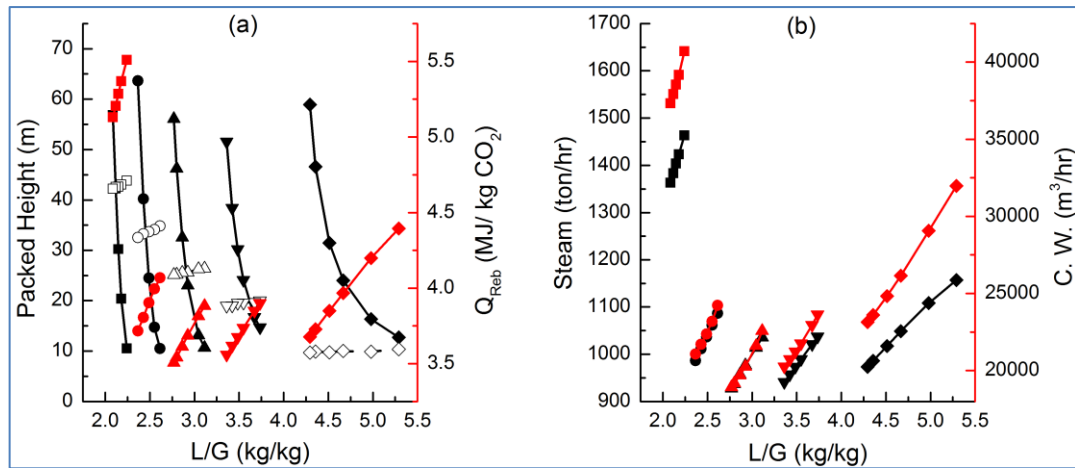 (a)
70
60
50
40
30
20
10
0
Packed Height (m)
5.5
5.0
4.5
4.0
3.5
Q_Reb (MJ/ kg CO₂)
2.0 2.5 3.0 3.5 4.0 4.5 5.0 5.5
L/G (kg/kg)
(b)
1700
1600
1500
1400
1300
1200
1100
1000
900
Steam (ton/hr)
40000
35000
30000
25000
20000
C. W. (m³/hr)
2.0 2.5 3.0 3.5 4.0 4.5 5.0 5.5
L/G (kg/kg)